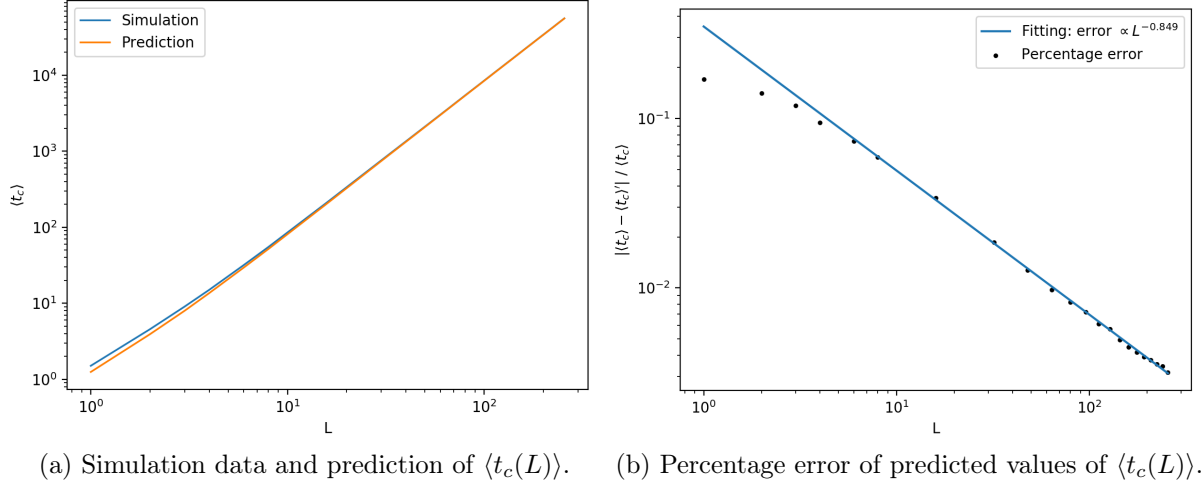 Simulation
Prediction
⟨t_c⟩
10^4
10^3
10^2
10^1
10^0
10^0
10^1
10^2
L
(a) Simulation data and prediction of ⟨t_c(L)⟩.
Fitting: error ∝ L^{-0.849}
Percentage error
|⟨t_c⟩ − ⟨t_c⟩'| / ⟨t_c⟩
10^{-1}
10^{-2}
10^0
10^1
10^2
L
(b) Percentage error of predicted values of ⟨t_c(L)⟩.